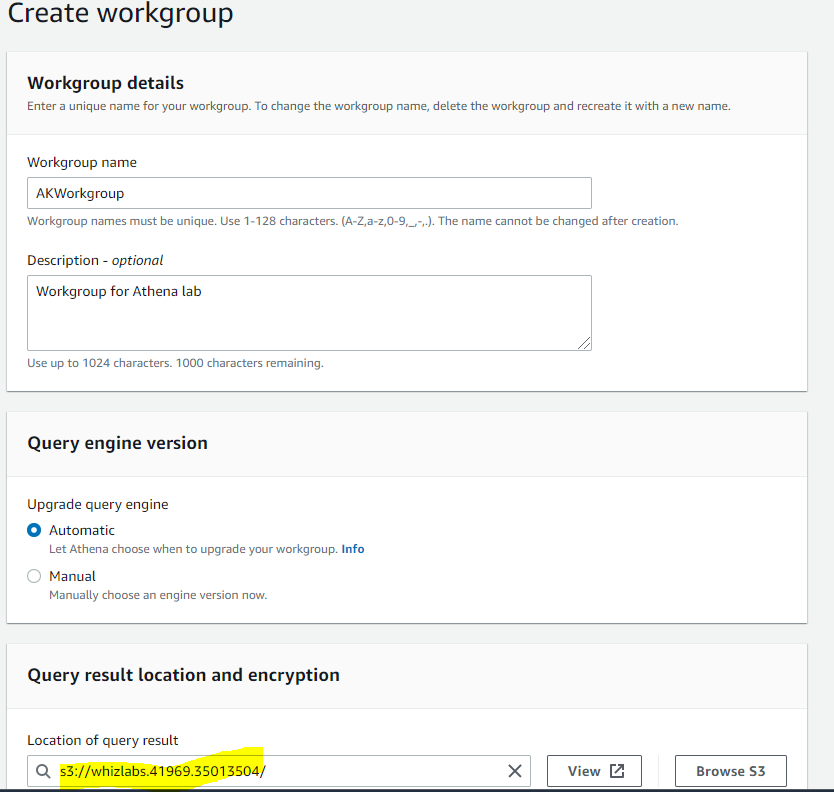 Create workgroup
Workgroup details
Enter a unique name for your workgroup. To change the workgroup name, delete the workgroup and recreate it with a new name.
Workgroup name
AKWorkgroup
Workgroup names must be unique. Use 1-128 characters. (A-Z,a-z,0-9,_,-,.). The name cannot be changed after creation.
Description - optional
Workgroup for Athena lab
Use up to 1024 characters. 1000 characters remaining.
Query engine version
Upgrade query engine
Automatic
Let Athena choose when to upgrade your workgroup. Info
Manual
Manually choose an engine version now.
Query result location and encryption
Location of query result
s3://whizlabs.41969.35013504/
View
Browse S3